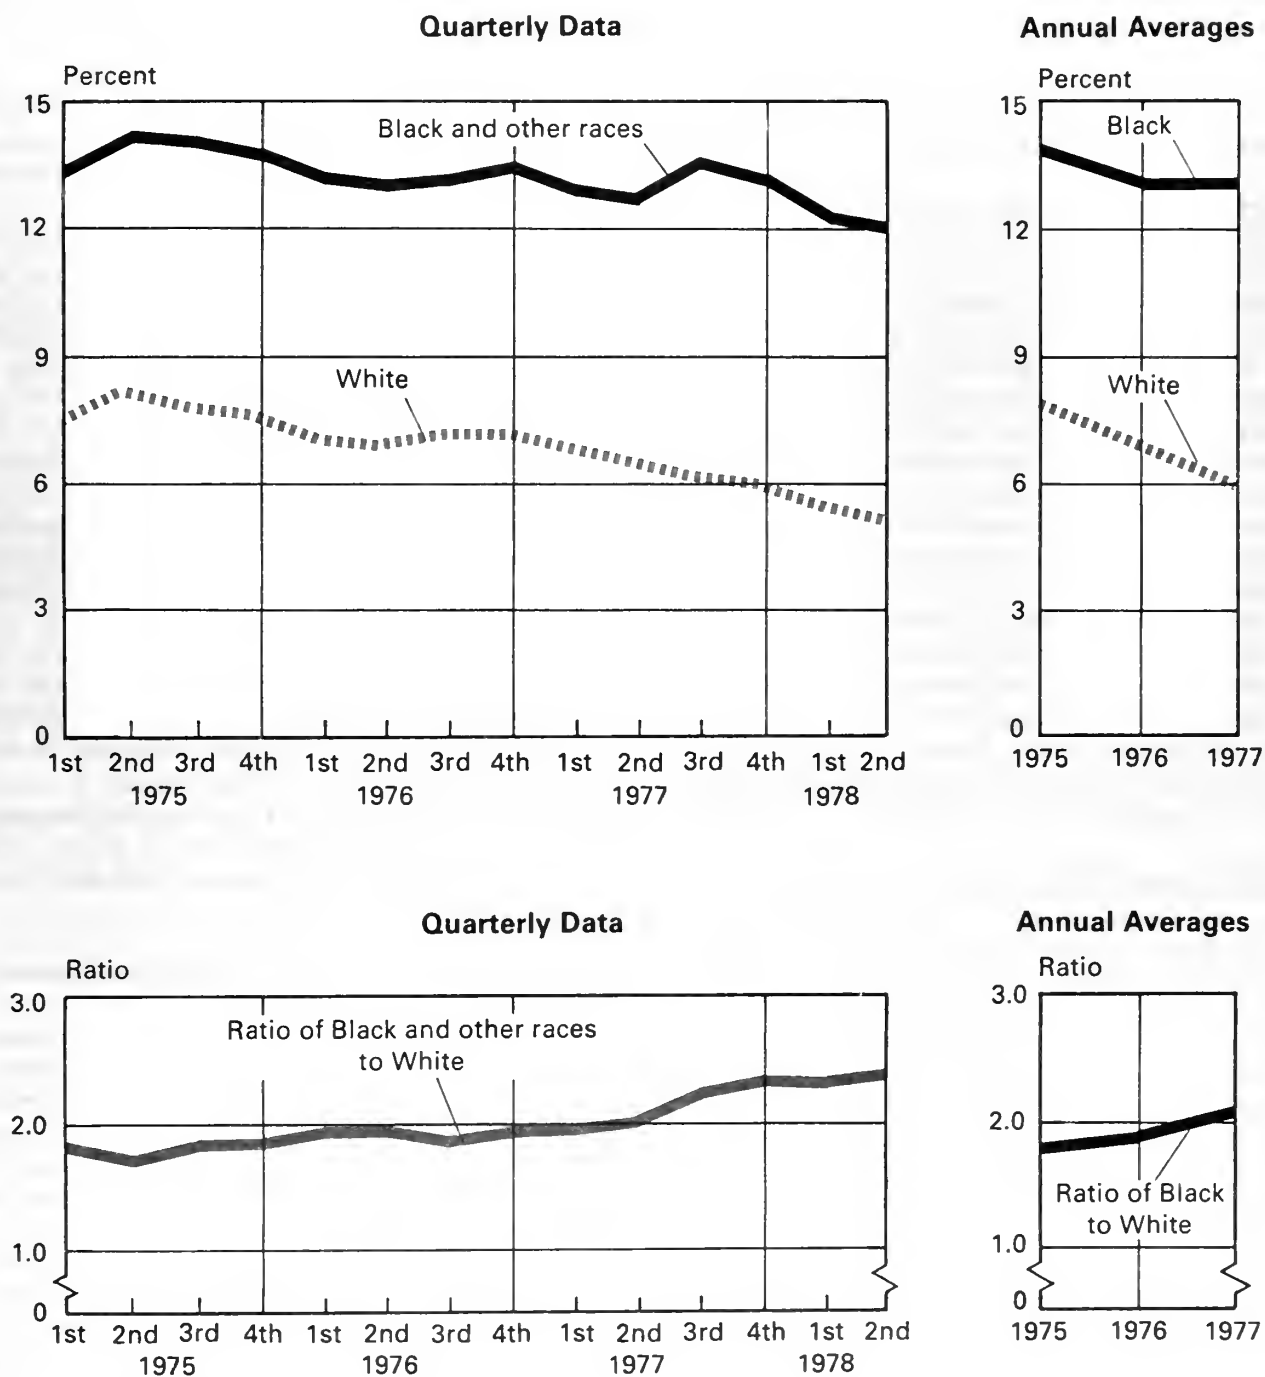 Quarterly Data
Percent
15
12
9
6
3
0
Black and other races
White
1st 2nd 3rd 4th 1st 2nd 3rd 4th 1st 2nd 3rd 4th 1st 2nd
1975 1976 1977 1978
Annual Averages
Percent
15
12
9
6
3
0
Black
White
1975 1976 1977
Quarterly Data
Ratio
3.0
2.0
1.0
0
Ratio of Black and other races
to White
1st 2nd 3rd 4th 1st 2nd 3rd 4th 1st 2nd 3rd 4th 1st 2nd
1975 1976 1977 1978
Annual Averages
Ratio
3.0
2.0
1.0
0
Ratio of Black
to White
1975 1976 1977